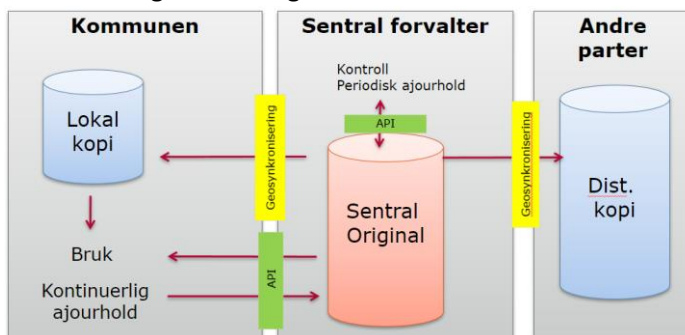 Kommunen
Lokal
kopi
Bruk
Kontinuerlig
ajourhold
Geosynkronisering
API
Sentral forvalter
Kontroll
Periodisk ajourhold
API
Sentral
Original
Geosynkronisering
Andre
parter
Dist.
kopi